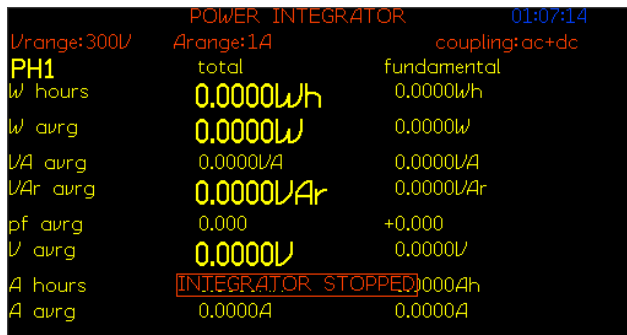 POWER INTEGRATOR 01:07:14
Vrange:300V Arange:1A coupling:ac+dc
PH1 total fundamental
W hours 0.0000Wh 0.0000Wh
W avrg 0.0000W 0.0000W
VA avrg 0.0000VA 0.0000VA
VAr avrg 0.0000VAr 0.0000VAr
pf avrg 0.000 +0.000
V avrg 0.0000V 0.0000V
A hours INTEGRATOR STOPPED .0000Ah
A avrg 0.0000A 0.0000A